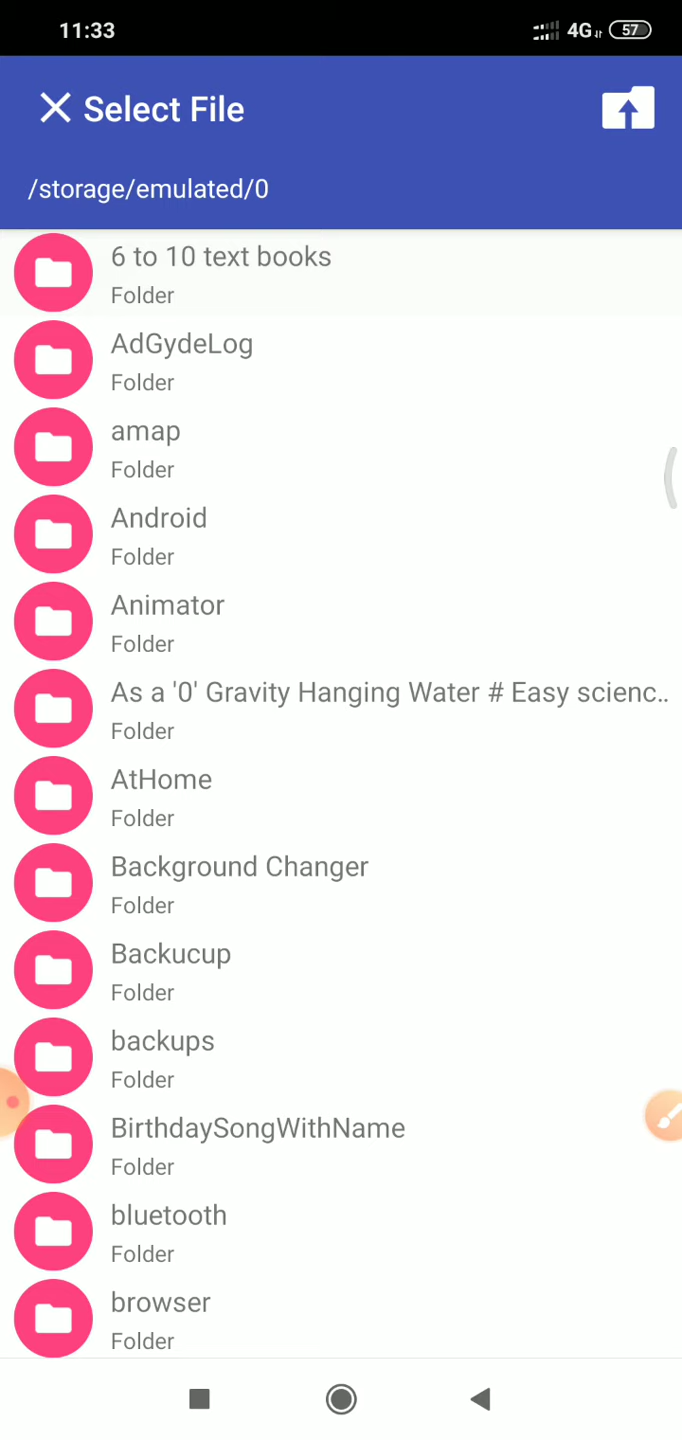 11:33
4G
57
Select File
/storage/emulated/0
6 to 10 text books
Folder
AdGydeLog
Folder
amap
Folder
Android
Folder
Animator
Folder
As a '0' Gravity Hanging Water # Easy scienc..
Folder
AtHome
Folder
Background Changer
Folder
Backucup
Folder
backups
Folder
BirthdaySongWithName
Folder
bluetooth
Folder
browser
Folder